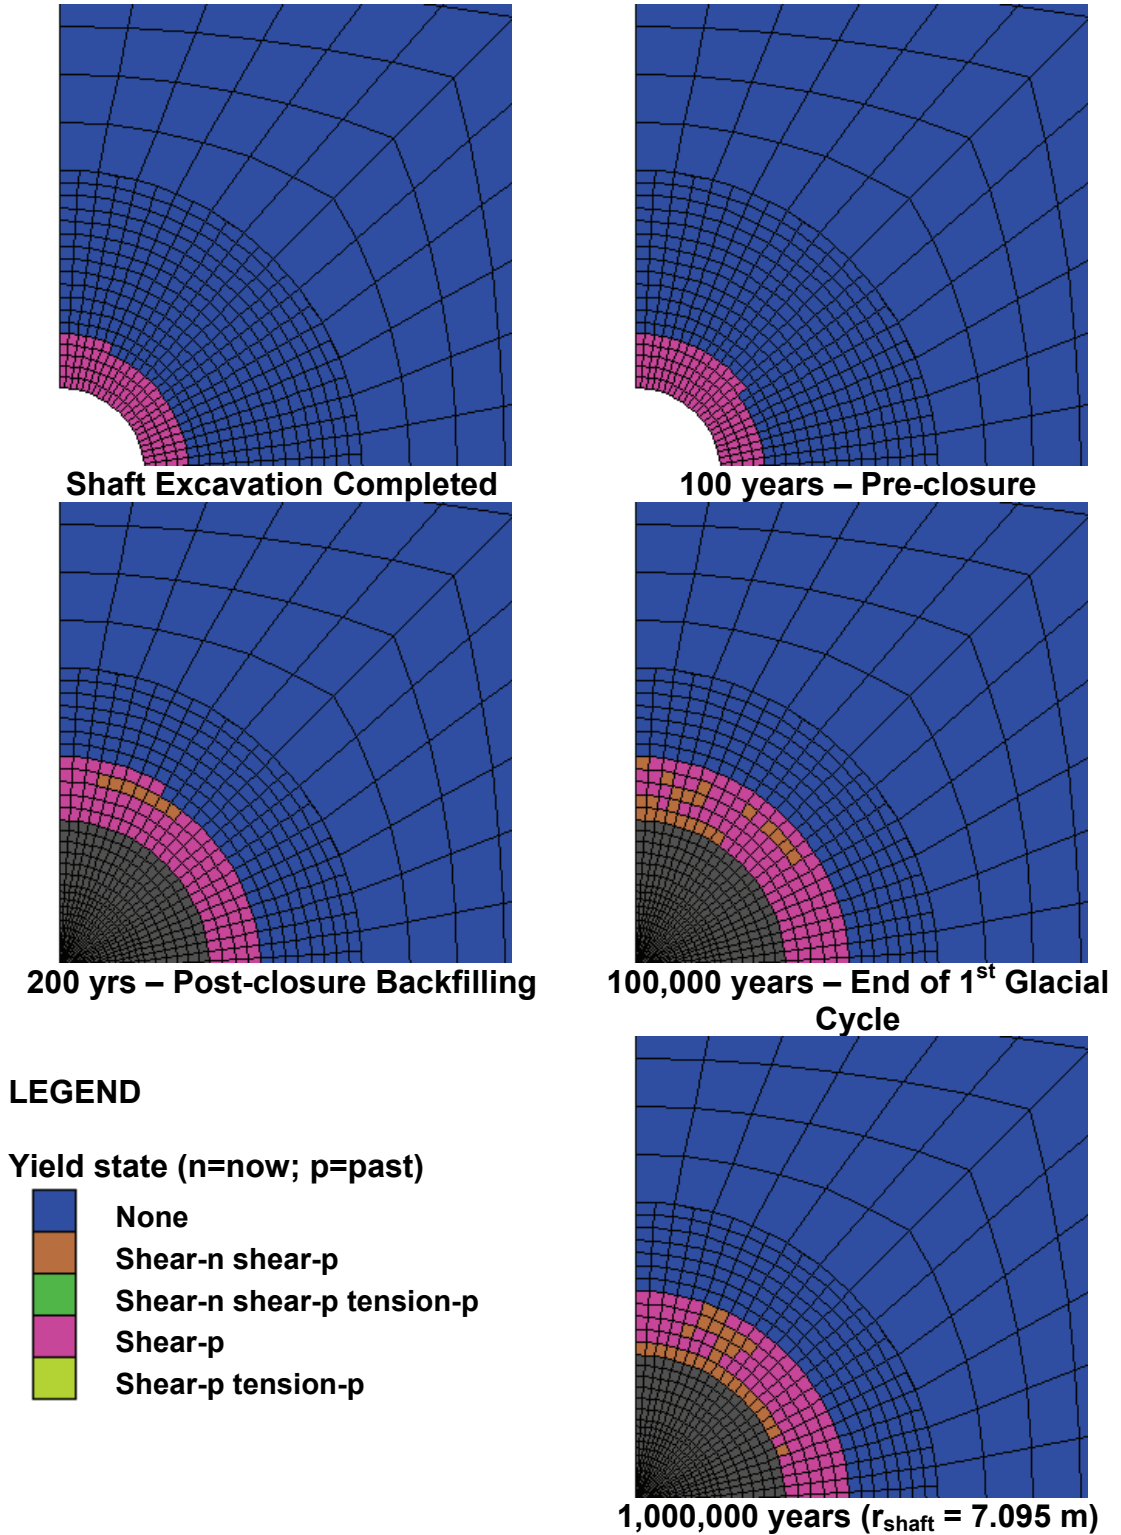 Shaft Excavation Completed
100 years – Pre-closure
200 yrs – Post-closure Backfilling
100,000 years – End of 1st Glacial
Cycle
LEGEND
Yield state (n=now; p=past)
None
Shear-n shear-p
Shear-n shear-p tension-p
Shear-p
Shear-p tension-p
1,000,000 years (rshaft = 7.095 m)